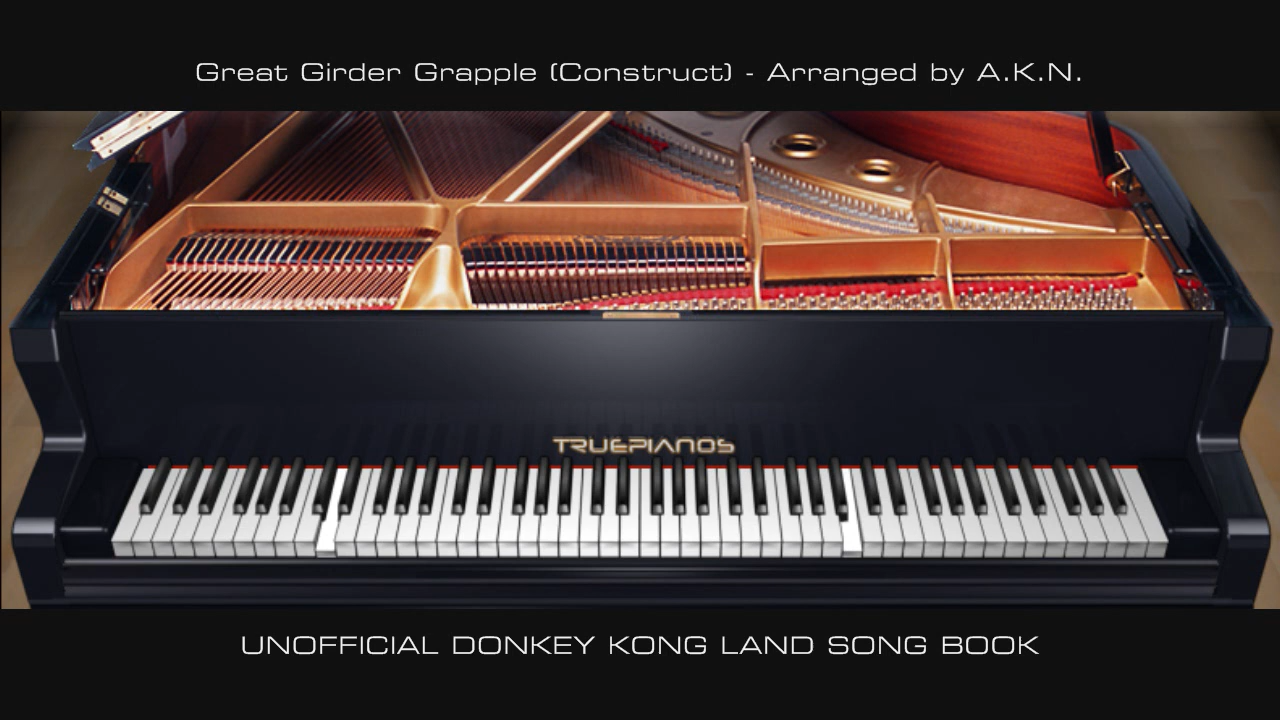 Great Girder Grapple (Construct) - Arranged by A.K.N.
TRUEPIANOS
UNOFFICIAL DONKEY KONG LAND SONG BOOK